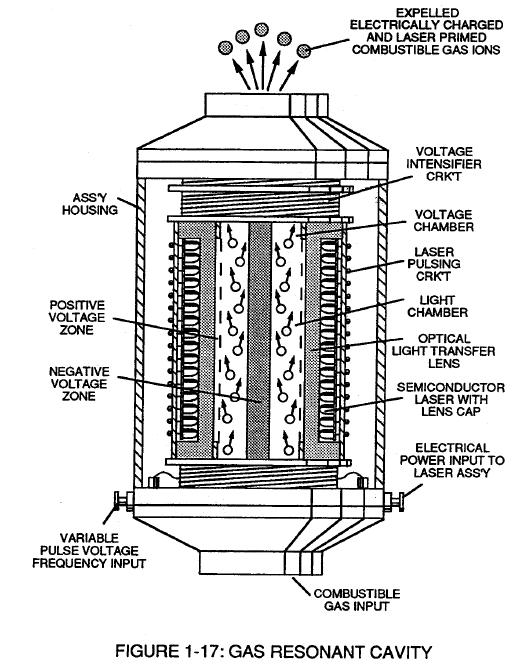 EXPELLED
ELECTRICALLY CHARGED
AND LASER PRIMED
COMBUSTIBLE GAS IONS
VOLTAGE
INTENSIFIER
CRK'T
ASS'Y
HOUSING
VOLTAGE
CHAMBER
LASER
PULSING
CRK'T
LIGHT
CHAMBER
POSITIVE
VOLTAGE
ZONE
OPTICAL
LIGHT TRANSFER
LENS
NEGATIVE
VOLTAGE
ZONE
SEMICONDUCTOR
LASER WITH
LENS CAP
ELECTRICAL
POWER INPUT TO
LASER ASS'Y
VARIABLE
PULSE VOLTAGE
FREQUENCY INPUT
COMBUSTIBLE
GAS INPUT
FIGURE 1-17: GAS RESONANT CAVITY